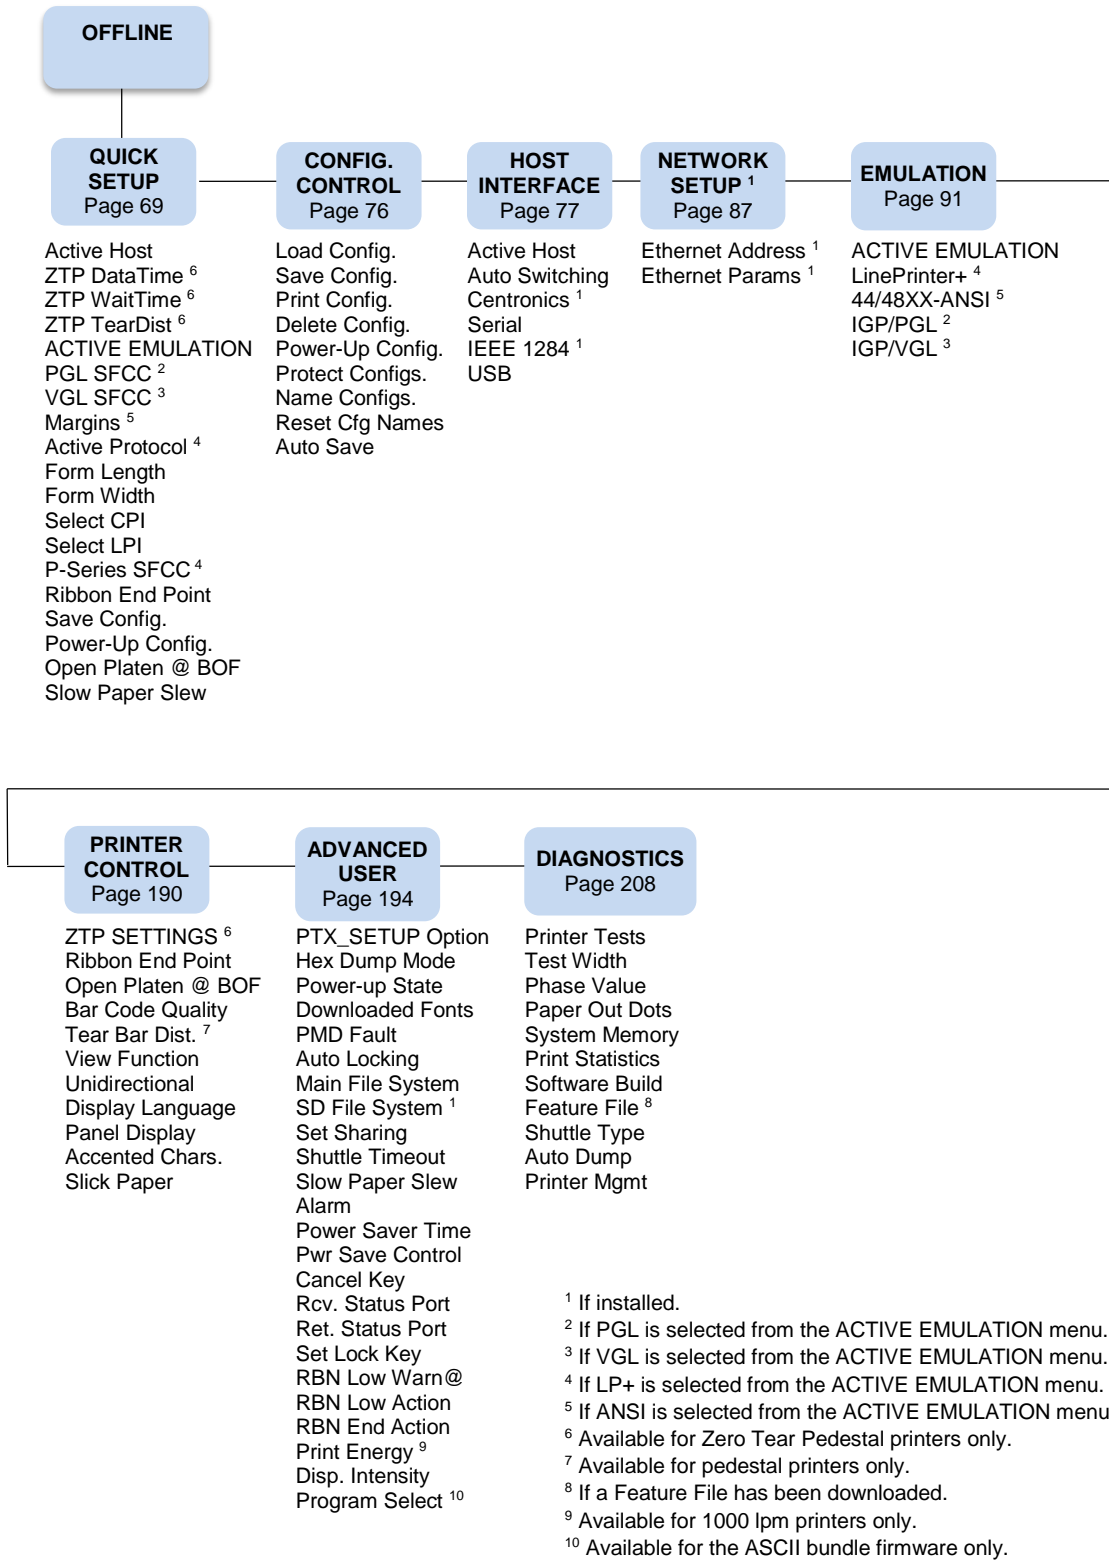 OFFLINE
QUICK
SETUP
Page 69
Active Host
ZTP DataTime ⁶
ZTP WaitTime ⁶
ZTP TearDist ⁶
ACTIVE EMULATION
PGL SFCC ²
VGL SFCC ³
Margins ⁵
Active Protocol ⁴
Form Length
Form Width
Select CPI
Select LPI
P-Series SFCC ⁴
Ribbon End Point
Save Config.
Power-Up Config.
Open Platen @ BOF
Slow Paper Slew
CONFIG.
CONTROL
Page 76
Load Config.
Save Config.
Print Config.
Delete Config.
Power-Up Config.
Protect Configs.
Name Configs.
Reset Cfg Names
Auto Save
HOST
INTERFACE
Page 77
Active Host
Auto Switching
Centronics ¹
Serial
IEEE 1284 ¹
USB
NETWORK
SETUP ¹
Page 87
Ethernet Address ¹
Ethernet Params ¹
EMULATION
Page 91
ACTIVE EMULATION
LinePrinter+ ⁴
44/48XX-ANSI ⁵
IGP/PGL ²
IGP/VGL ³
PRINTER
CONTROL
Page 190
ZTP SETTINGS ⁶
Ribbon End Point
Open Platen @ BOF
Bar Code Quality
Tear Bar Dist. ⁷
View Function
Unidirectional
Display Language
Panel Display
Accented Chars.
Slick Paper
ADVANCED
USER
Page 194
PTX_SETUP Option
Hex Dump Mode
Power-up State
Downloaded Fonts
PMD Fault
Auto Locking
Main File System
SD File System ¹
Set Sharing
Shuttle Timeout
Slow Paper Slew
Alarm
Power Saver Time
Pwr Save Control
Cancel Key
Rcv. Status Port
Ret. Status Port
Set Lock Key
RBN Low Warn@
RBN Low Action
RBN End Action
Print Energy ⁹
Disp. Intensity
Program Select ¹⁰
DIAGNOSTICS
Page 208
Printer Tests
Test Width
Phase Value
Paper Out Dots
System Memory
Print Statistics
Software Build
Feature File ⁸
Shuttle Type
Auto Dump
Printer Mgmt
¹ If installed.
² If PGL is selected from the ACTIVE EMULATION menu.
³ If VGL is selected from the ACTIVE EMULATION menu.
⁴ If LP+ is selected from the ACTIVE EMULATION menu.
⁵ If ANSI is selected from the ACTIVE EMULATION menu
⁶ Available for Zero Tear Pedestal printers only.
⁷ Available for pedestal printers only.
⁸ If a Feature File has been downloaded.
⁹ Available for 1000 lpm printers only.
¹⁰ Available for the ASCII bundle firmware only.